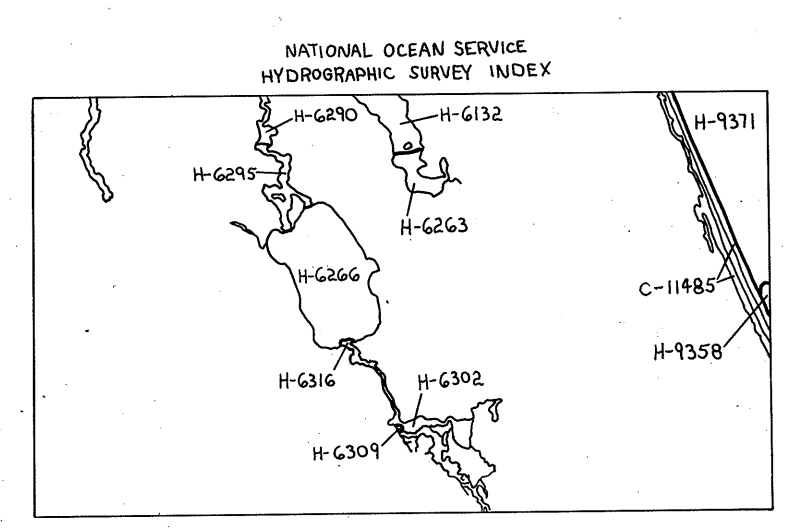 NATIONAL OCEAN SERVICE
HYDROGRAPHIC SURVEY INDEX
H-6290
H-6132
H-9371
H-6295
H-6263
H-6266
C-11485
H-9358
H-6316
H-6302
H-6309